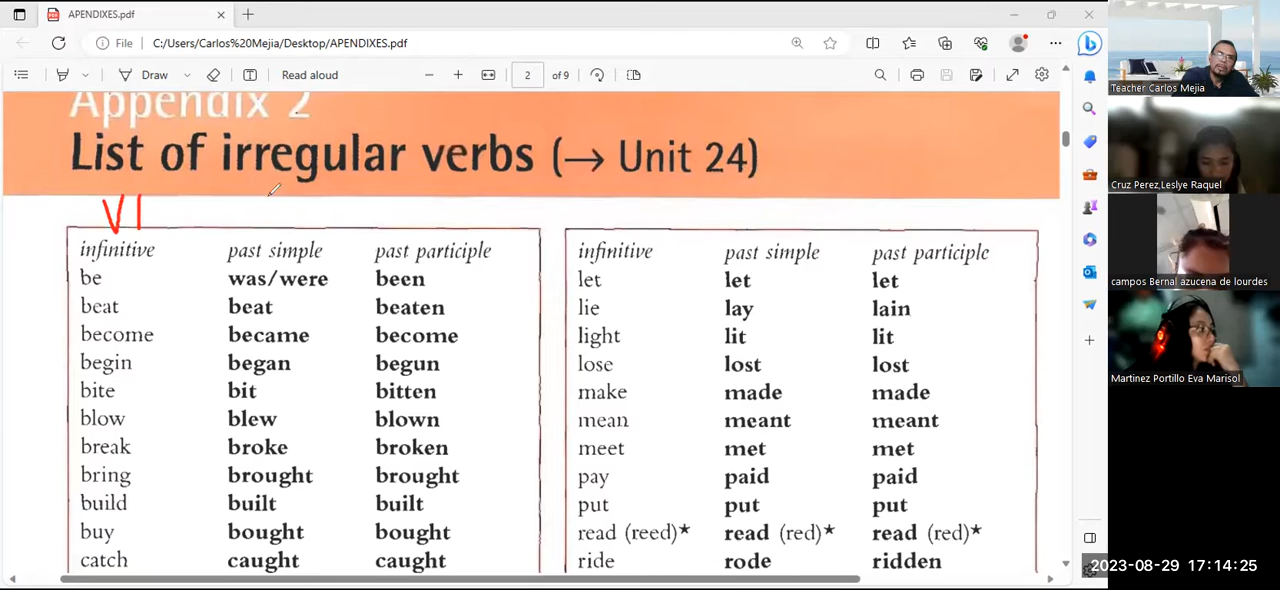 APENDIXES.pdf
File C:/Users/Carlos%20Mejia/Desktop/APENDIXES.pdf
Draw Read aloud 2 of 9
Appendix 2
List of irregular verbs (→ Unit 24)
V1
infinitive past simple past participle
be was/were been
beat beat beaten
become became become
begin began begun
bite bit bitten
blow blew blown
break broke broken
bring brought brought
build built built
buy bought bought
catch caught caught
infinitive past simple past participle
let let let
lie lay lain
light lit lit
lose lost lost
make made made
mean meant meant
meet met met
pay paid paid
put put put
read (reed)* read (red)* read (red)*
ride rode ridden
Teacher Carlos Mejia
Cruz Perez,Leslye Raquel
campos Bernal azucena de lourdes
Martinez Portillo Eva Marisol
2023-08-29 17:14:25